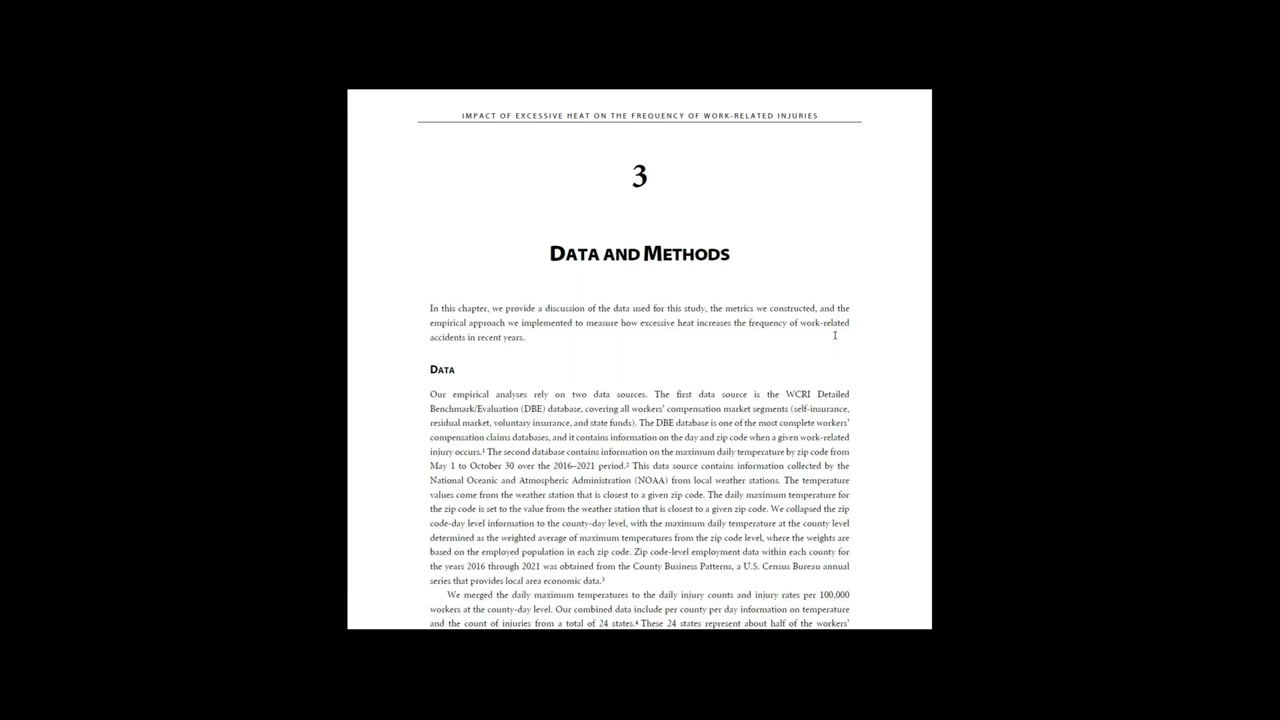 IMPACT OF EXCESSIVE HEAT ON THE FREQUENCY OF WORK-RELATED INJURIES
3
DATA AND METHODS
In this chapter, we provide a discussion of the data used for this study, the metrics we constructed, and the
empirical approach we implemented to measure how excessive heat increases the frequency of work-related
accidents in recent years.
DATA
Our empirical analyses rely on two data sources. The first data source is the WCRI Detailed
Benchmark/Evaluation (DBE) database, covering all workers’ compensation market segments (self-insurance,
residual market, voluntary insurance, and state funds). The DBE database is one of the most complete workers’
compensation claims databases, and it contains information on the day and zip code when a given work-related
injury occurs.¹ The second database contains information on the maximum daily temperature by zip code from
May 1 to October 30 over the 2016–2021 period.² This data source contains information collected by the
National Oceanic and Atmospheric Administration (NOAA) from local weather stations. The temperature
values come from the weather station that is closest to a given zip code. The daily maximum temperature for
the zip code is set to the value from the weather station that is closest to a given zip code. We collapsed the zip
code-day level information to the county-day level, with the maximum daily temperature at the county level
determined as the weighted average of maximum temperatures from the zip code level, where the weights are
based on the employed population in each zip code. Zip code-level employment data within each county for
the years 2016 through 2021 was obtained from the County Business Patterns, a U.S. Census Bureau annual
series that provides local area economic data.³
We merged the daily maximum temperatures to the daily injury counts and injury rates per 100,000
workers at the county-day level. Our combined data include per county per day information on temperature
and the count of injuries from a total of 24 states.⁴ These 24 states represent about half of the workers’